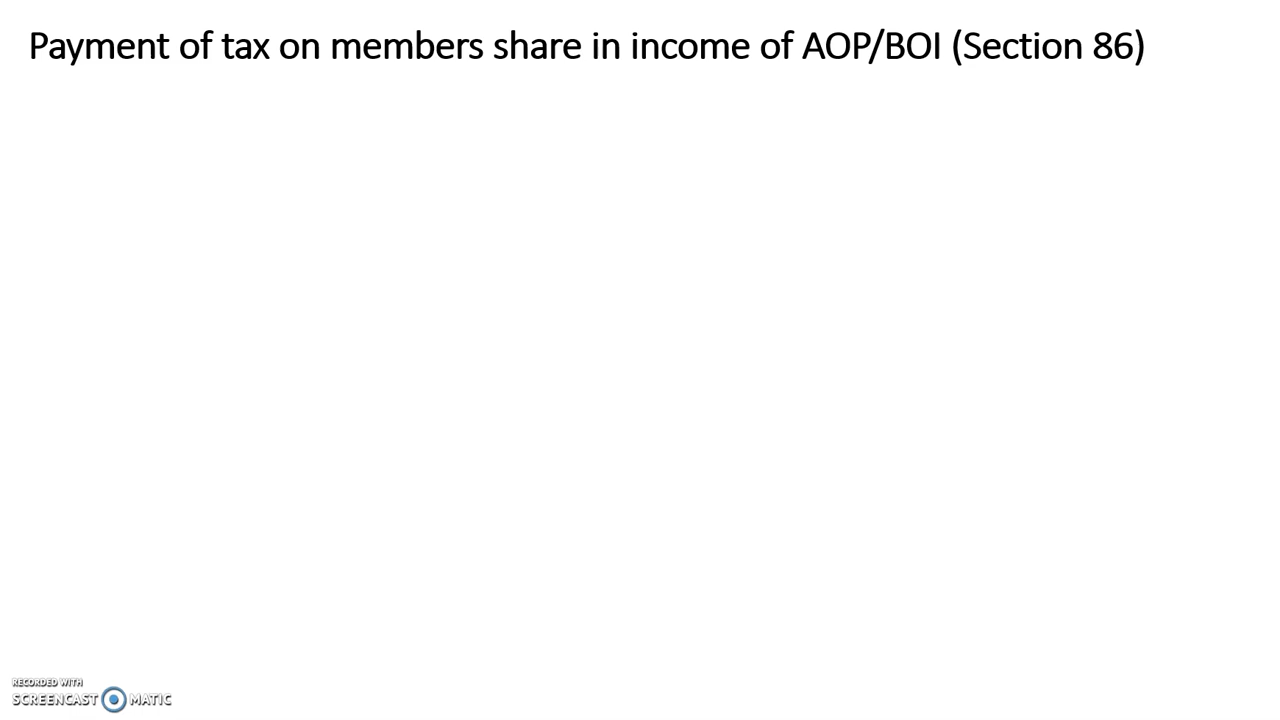 Payment of tax on members share in income of AOP/BOI (Section 86)
RECORDED WITH
SCREENCAST MATIC